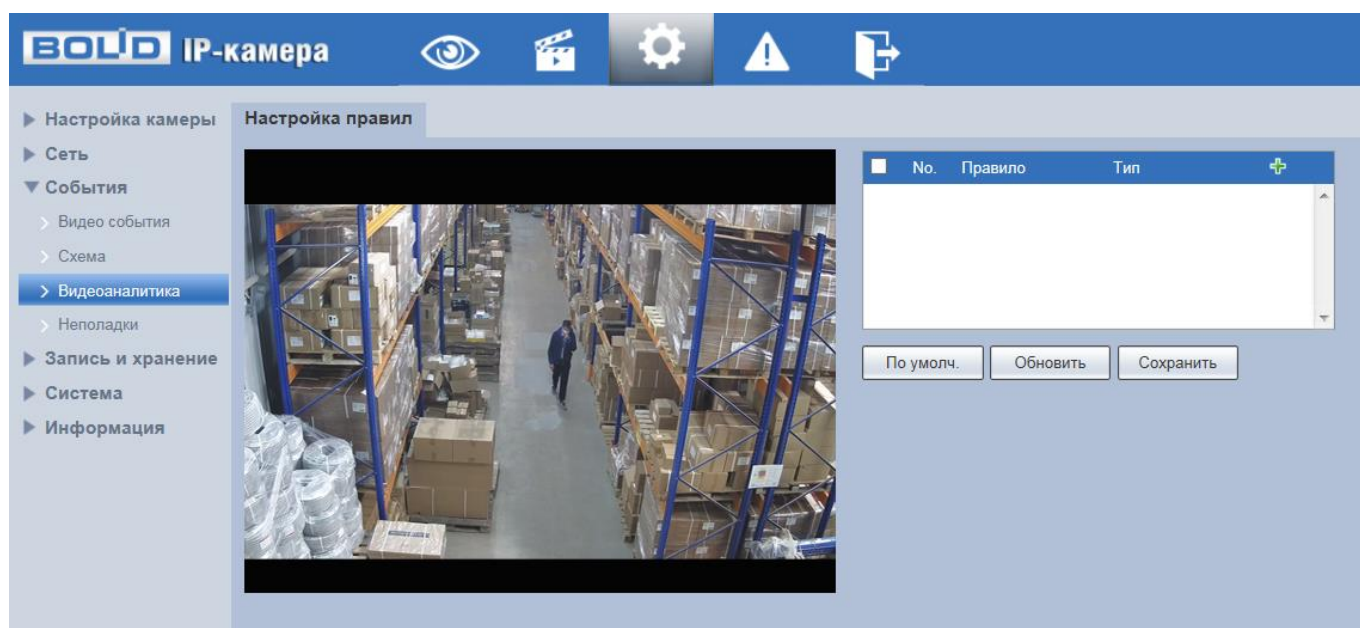 BOLID IP-камера
Настройка камеры
Сеть
События
Видео события
Схема
Видеоаналитика
Неполадки
Запись и хранение
Система
Информация
Настройка правил
No. Правило Тип
По умолч. Обновить Сохранить